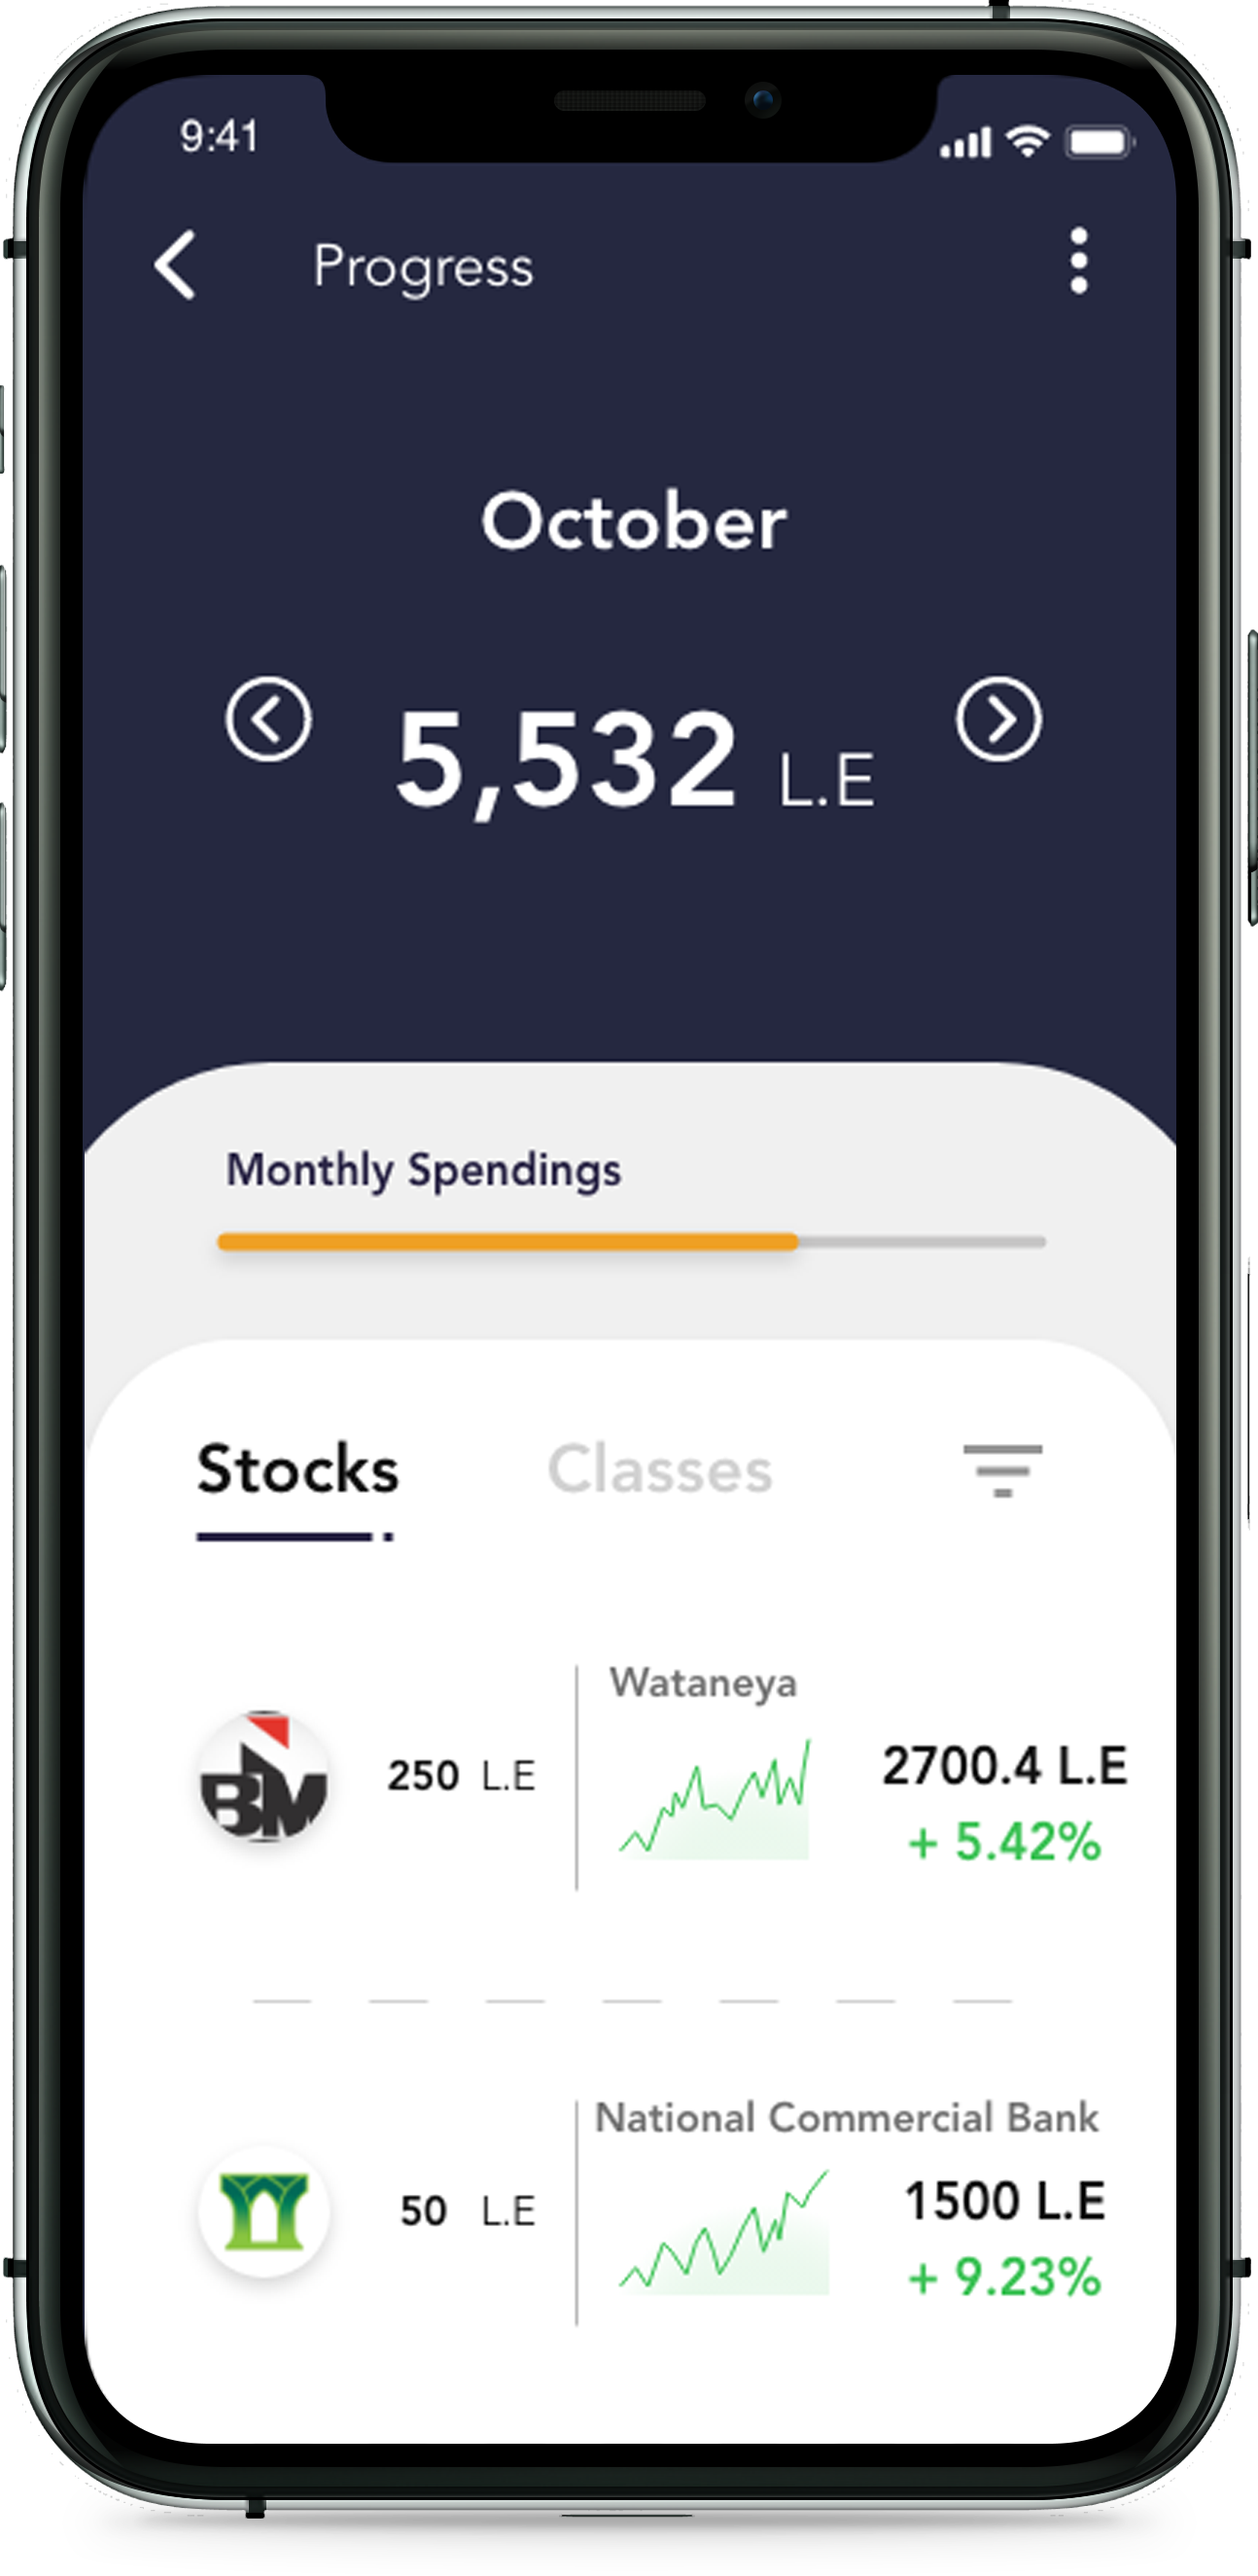 9:41
Progress
October
5,532 L.E
Monthly Spendings
Stocks Classes
Wataneya
BM 250 L.E 2700.4 L.E
+ 5.42%
National Commercial Bank
50 L.E 1500 L.E
+ 9.23%